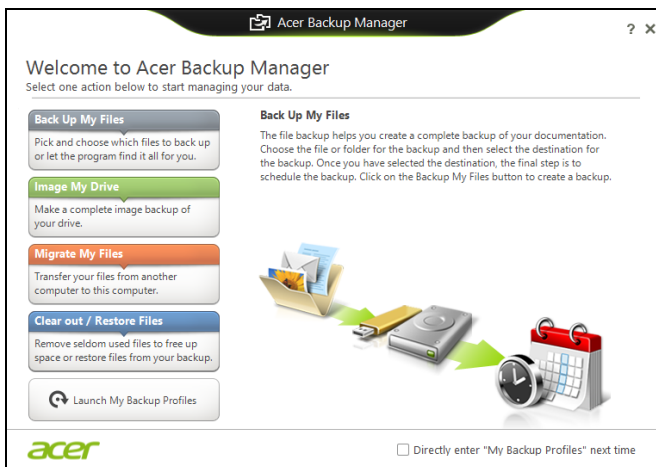 Acer Backup Manager
? X
Welcome to Acer Backup Manager
Select one action below to start managing your data.
Back Up My Files
Pick and choose which files to back up
or let the program find it all for you.
Image My Drive
Make a complete image backup of
your drive.
Migrate My Files
Transfer your files from another
computer to this computer.
Clear out / Restore Files
Remove seldom used files to free up
space or restore files from your backup.
Launch My Backup Profiles
Back Up My Files
The file backup helps you create a complete backup of your documentation.
Choose the file or folder for the backup and then select the destination for
the backup. Once you have selected the destination, the final step is to
schedule the backup. Click on the Backup My Files button to create a backup.
acer
Directly enter "My Backup Profiles" next time